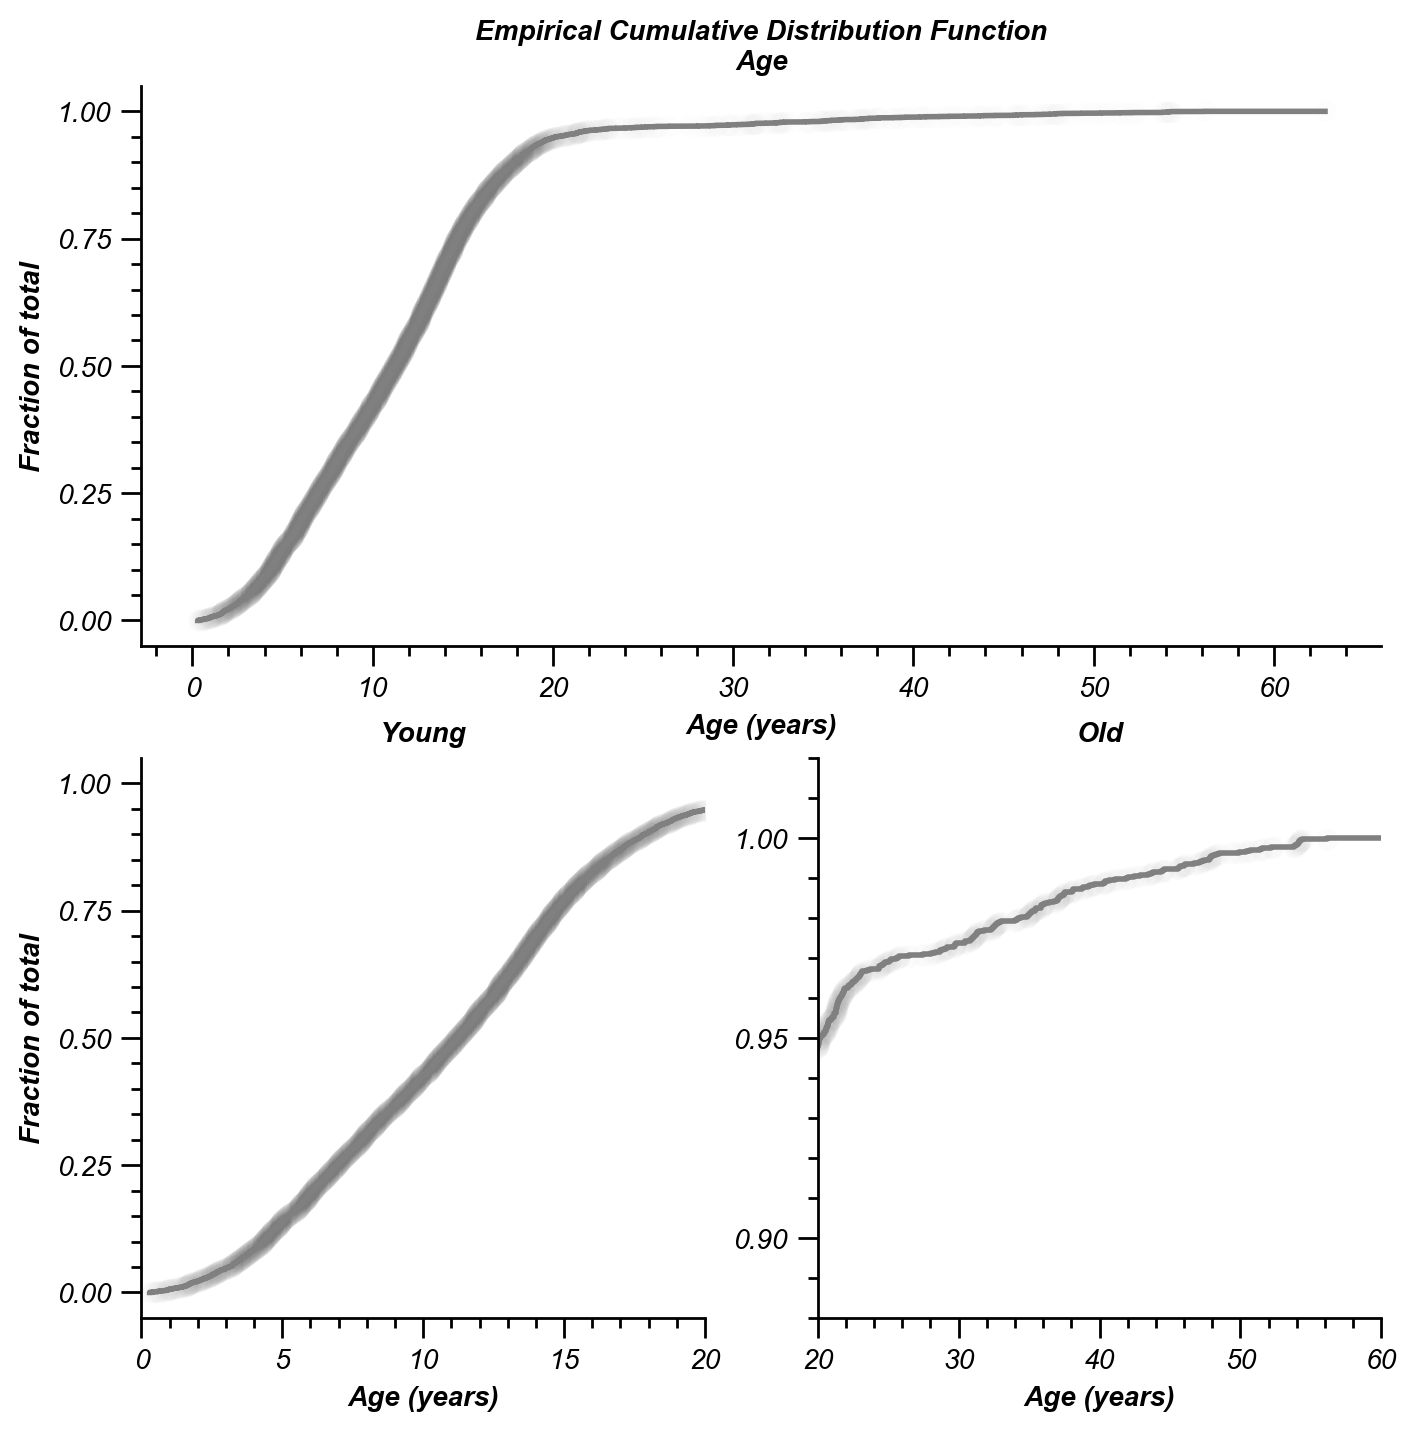 Empirical Cumulative Distribution Function
Age
1.00
0.75
0.50
0.25
0.00
Fraction of total
0 10 20 30 40 50 60
Age (years)
Young
1.00
0.75
0.50
0.25
0.00
Fraction of total
0 5 10 15 20
Age (years)
Old
1.00
0.95
0.90
20 30 40 50 60
Age (years)